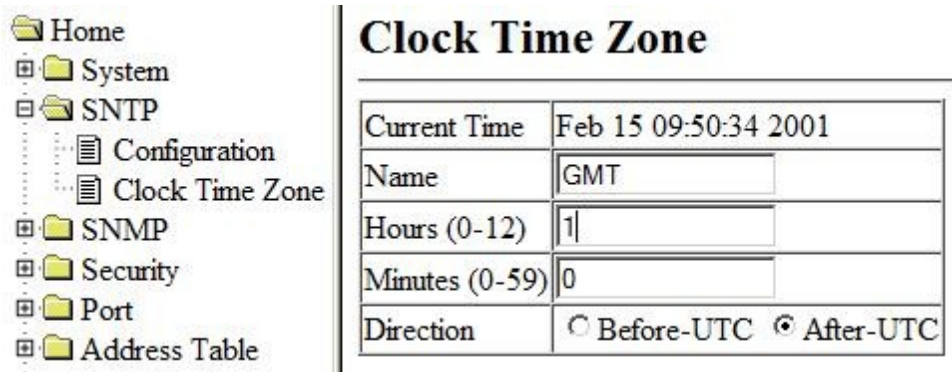 Home
System
SNTP
Configuration
Clock Time Zone
SNMP
Security
Port
Address Table
Clock Time Zone
Current Time Feb 15 09:50:34 2001
Name GMT
Hours (0-12) 1
Minutes (0-59) 0
Direction Before-UTC After-UTC